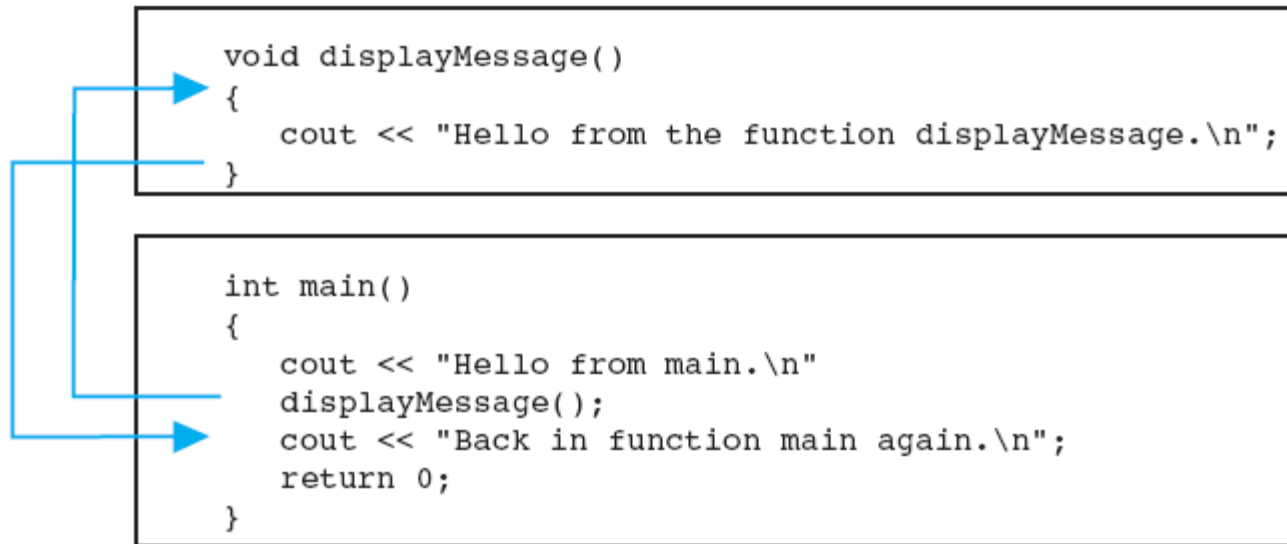 void displayMessage()
{
   cout << "Hello from the function displayMessage.\n";
}
int main()
{
   cout << "Hello from main.\n"
   displayMessage();
   cout << "Back in function main again.\n";
   return 0;
}